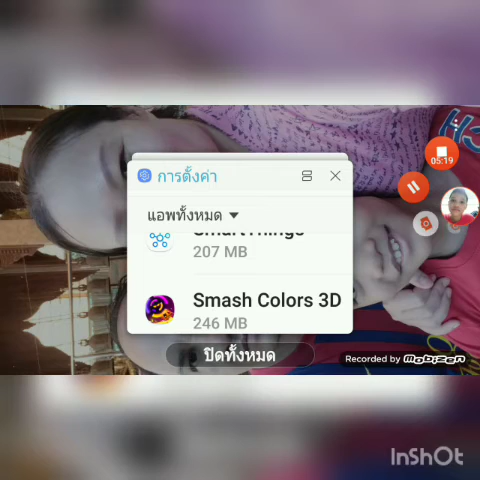 การตั้งค่า
05:19
แอพทั้งหมด
SmartThings
207 MB
Smash Colors 3D
246 MB
ปิดทั้งหมด
Recorded by Mobizen
InShOt